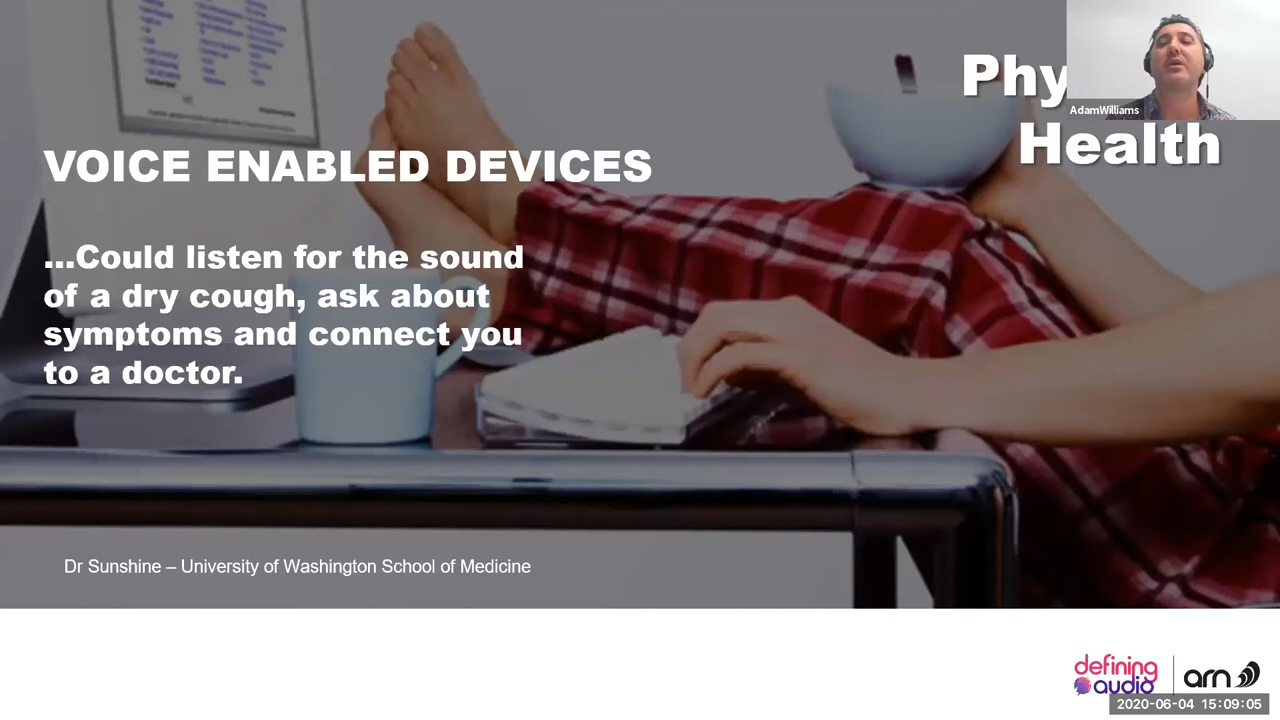 Phy
Health
AdamWilliams
VOICE ENABLED DEVICES
...Could listen for the sound
of a dry cough, ask about
symptoms and connect you
to a doctor.
Dr Sunshine – University of Washington School of Medicine
defining
audio
arn
2020-06-04 15:09:05